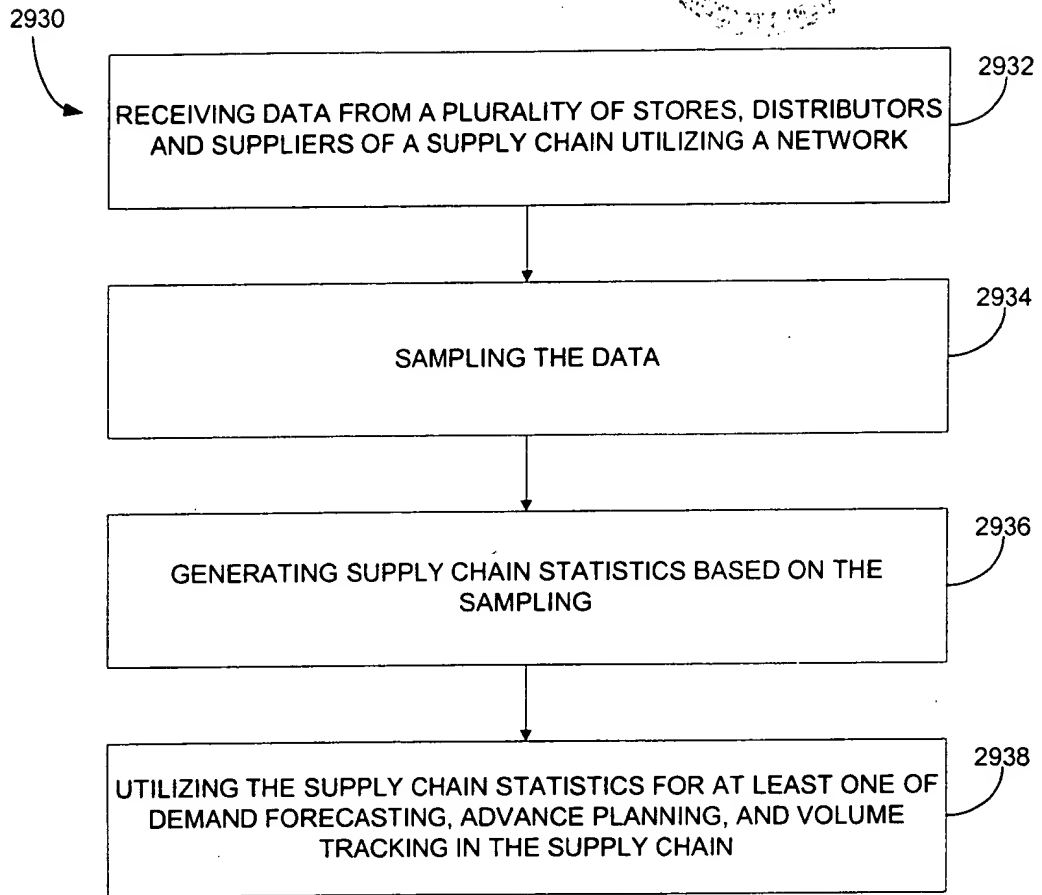 2930
2932
RECEIVING DATA FROM A PLURALITY OF STORES, DISTRIBUTORS
AND SUPPLIERS OF A SUPPLY CHAIN UTILIZING A NETWORK
2934
SAMPLING THE DATA
2936
GENERATING SUPPLY CHAIN STATISTICS BASED ON THE
SAMPLING
2938
UTILIZING THE SUPPLY CHAIN STATISTICS FOR AT LEAST ONE OF
DEMAND FORECASTING, ADVANCE PLANNING, AND VOLUME
TRACKING IN THE SUPPLY CHAIN